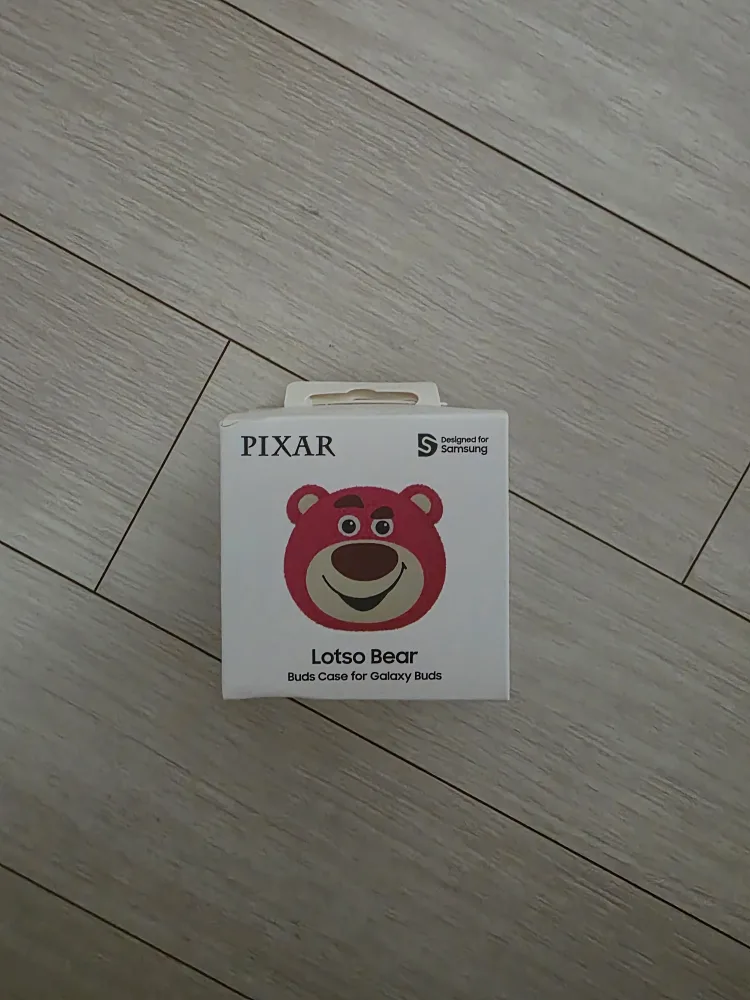 PIXAR
Designed for
Samsung
Lotso Bear
Buds Case for Galaxy Buds